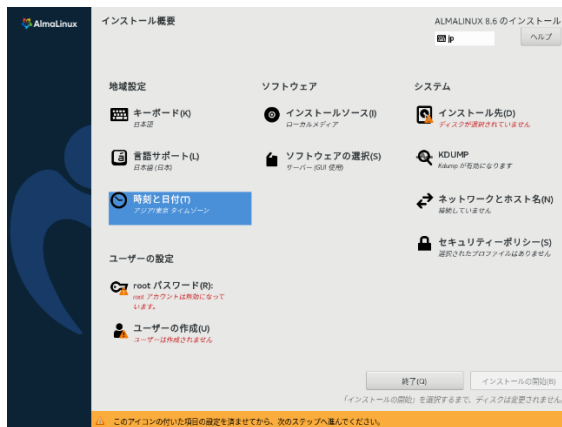 AlmaLinux
インストール概要
ALMALINUX 8.6 のインストール
jp
ヘルプ
地域設定
キーボード(K)
日本語
言語サポート(L)
日本語 (日本)
時刻と日付(T)
アジア/東京 タイムゾーン
ソフトウェア
インストールソース(I)
ローカルメディア
ソフトウェアの選択(S)
サーバー (GUI 使用)
システム
インストール先(D)
ディスクが選択されていません
KDUMP
Kdump が有効になります
ネットワークとホスト名(N)
接続していません
セキュリティーポリシー(S)
選択されたプロファイルはありません
ユーザーの設定
root パスワード(R):
root アカウントは無効になって
います。
ユーザーの作成(U)
ユーザーは作成されません
終了(Q)
インストールの開始(B)
「インストールの開始」を選択するまで、ディスクは変更されません。
このアイコンの付いた項目の設定を済ませてから、次のステップへ進んでください。